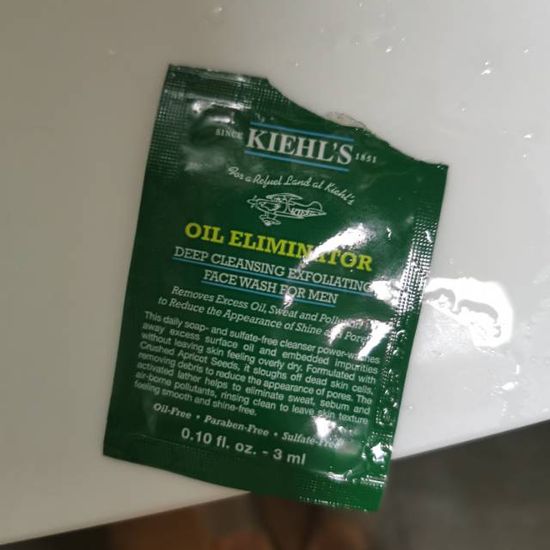 SINCE KIEHL'S 1851
For a Refuel Land at Kiehl's
OIL ELIMINATOR
DEEP CLEANSING EXFOLIATING
FACE WASH FOR MEN
Removes Excess Oil, Sweat and Pollution
to Reduce the Appearance of Shine and Pores
This daily soap- and sulfate-free cleanser power-washes
away excess surface oil and embedded impurities
without leaving skin feeling overly dry. Formulated with
Crushed Apricot Seeds, it sloughs off dead skin cells,
removing debris to reduce the appearance of pores. The
activated lather helps to eliminate sweat, sebum and
air-borne pollutants, rinsing clean to leave skin texture
feeling smooth and shine-free.
Oil-Free • Paraben-Free • Sulfate-Free
0.10 fl. oz. - 3 ml